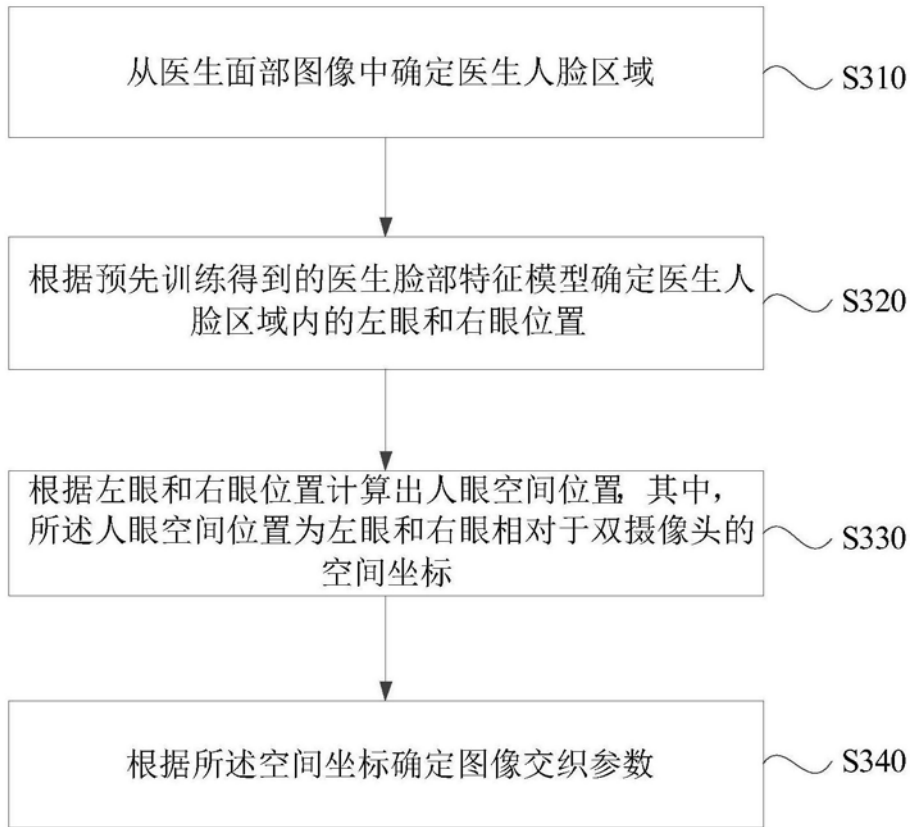 从医生面部图像中确定医生人脸区域
S310
根据预先训练得到的医生脸部特征模型确定医生人
脸区域内的左眼和右眼位置
S320
根据左眼和右眼位置计算出人眼空间位置；其中，
所述人眼空间位置为左眼和右眼相对于双摄像头的
空间坐标
S330
根据所述空间坐标确定图像交织参数
S340